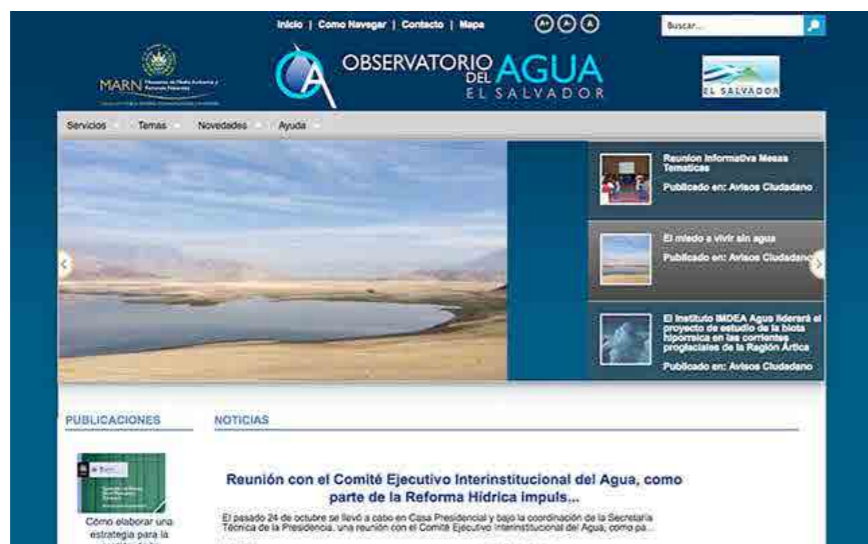 Inicio | Como Navegar | Contacto | Mapa
A+ A- A
Buscar...
MARN
OBSERVATORIO
DEL AGUA
EL SALVADOR
EL SALVADOR
Servicios Temas Novedades Ayuda
Reunion Informativa Mesas
Tematicas
Publicado en: Avisos Ciudadano
El miedo a vivir sin agua
Publicado en: Avisos Ciudadano
El Instituto IMDEA Agua liderará el
proyecto de estudio de la biota
hiporreica en las corrientes
proglaciales de la Región Ártica
Publicado en: Avisos Ciudadano
PUBLICACIONES
NOTICIAS
Reunión con el Comité Ejecutivo Interinstitucional del Agua, como
parte de la Reforma Hídrica impuls...
El pasado 24 de octubre se llevó a cabo en Casa Presidencial y bajo la coordinación de la Secretaría
Técnica de la Presidencia, una reunión con el Comité Ejecutivo Interinstitucional del Agua, como pa...
Cómo elaborar una
estrategia para la